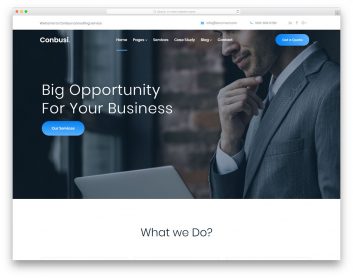 Welcome to Conbusi consulting service
Conbusi.
Home Pages Services Case Study Blog Contact
Get a Quote
Big Opportunity
For Your Business
Our Services
What we Do?